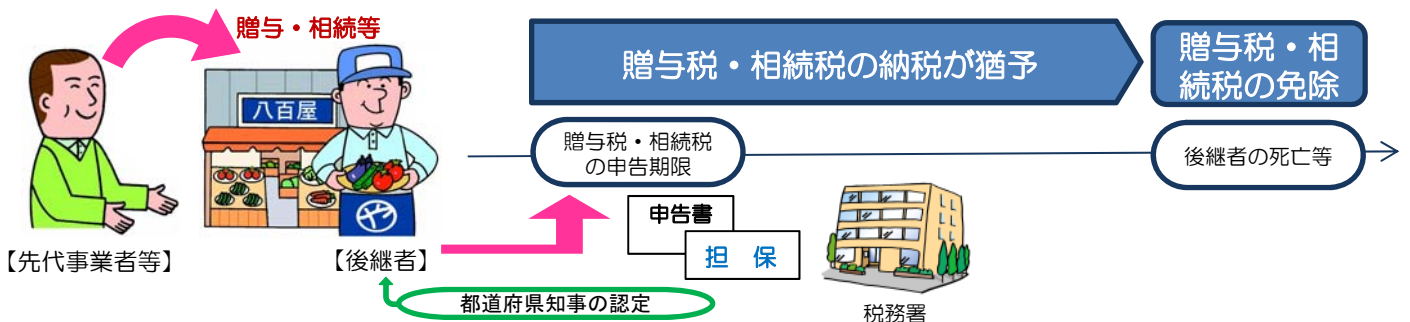 贈与・相続等
八百屋
や
【先代事業者等】
【後継者】
都道府県知事の認定
贈与税・相続税の納税が猶予
贈与税・相
続税の免除
贈与税・相続税
の申告期限
後継者の死亡等
申告書
担 保
税務署